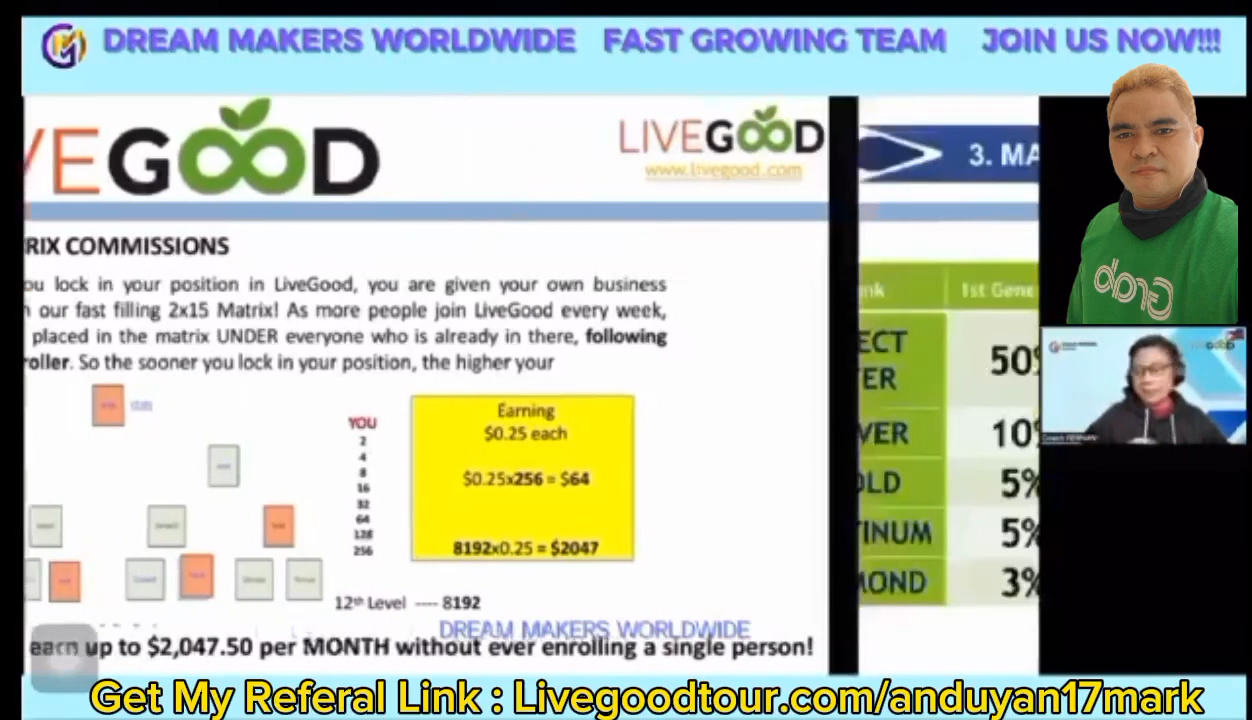 DREAM MAKERS WORLDWIDE FAST GROWING TEAM JOIN US NOW!!!
VEGOOD
LIVEGOOD
www.livegood.com
RIX COMMISSIONS
ou lock in your position in LiveGood, you are given your own business
our fast filling 2x15 Matrix! As more people join LiveGood every week,
placed in the matrix UNDER everyone who is already in there, following
roller. So the sooner you lock in your position, the higher your
YOU
2
4
8
16
32
64
128
256
Earning
$0.25 each
$0.25x256 = $64
8192x0.25 = $2047
12th Level ---- 8192
DREAM MAKERS WORLDWIDE
earn up to $2,047.50 per MONTH without ever enrolling a single person!
3. MA
nk 1st Gene
ECT
ER
50%
VER 10%
OLD 5%
TINUM 5%
MOND 3%
Grab
Get My Referal Link : Livegoodtour.com/anduyan17mark